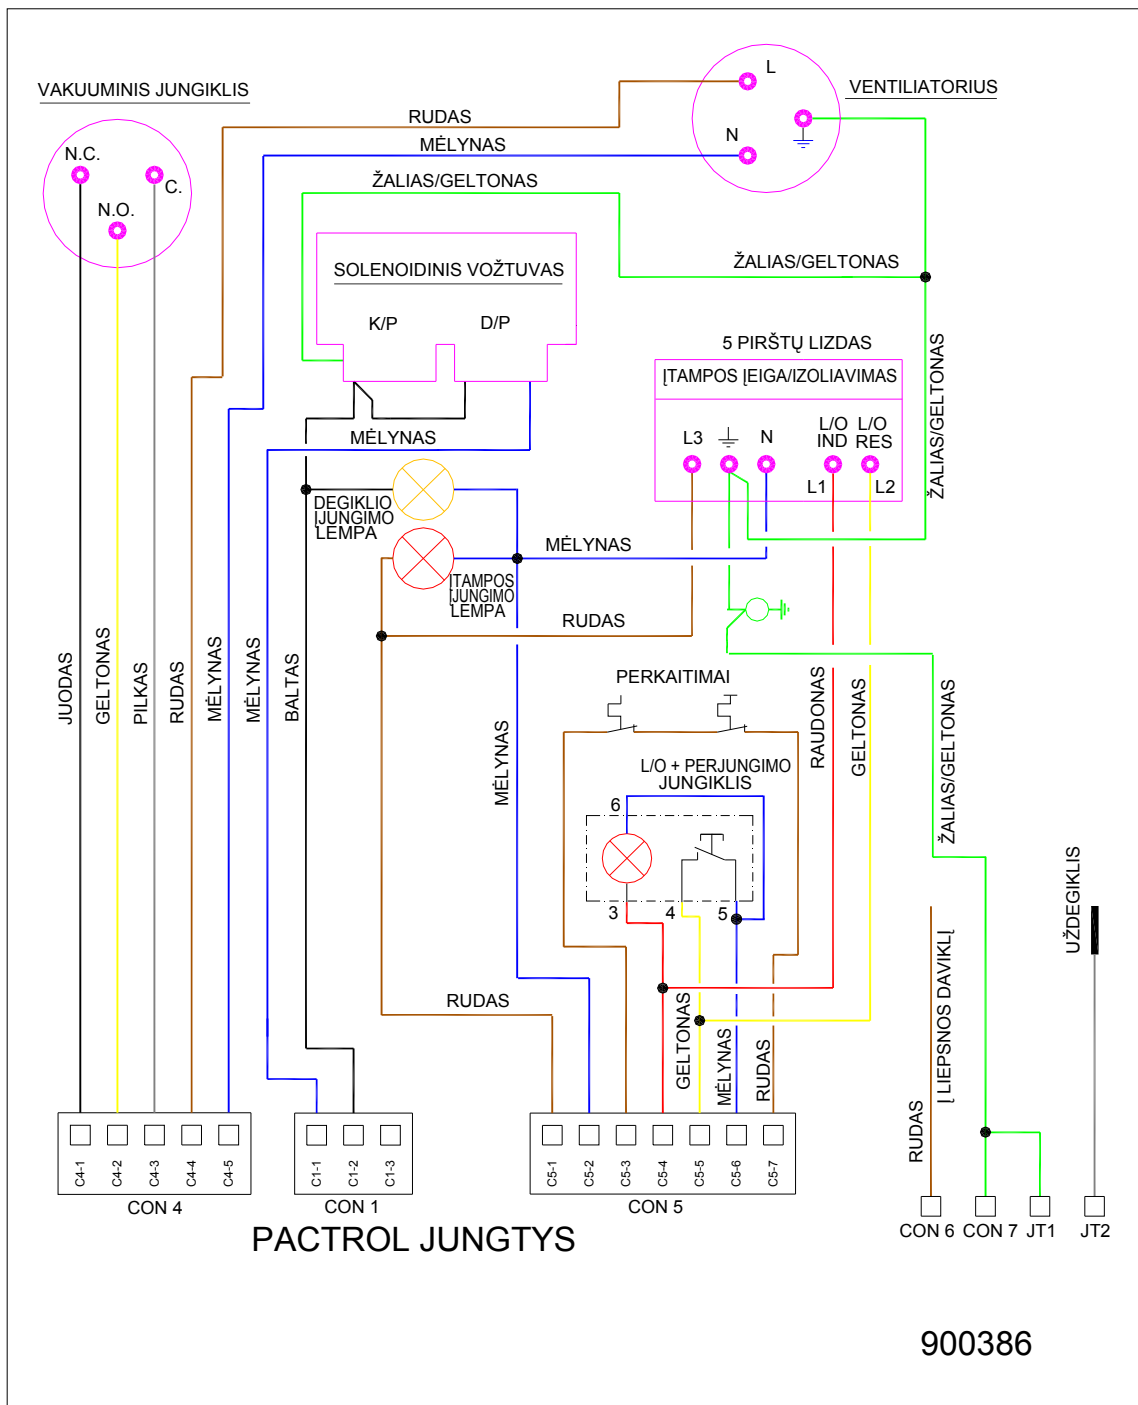 VAKUUMINIS JUNGIKLIS
N.C.
C.
N.O.
L
N
VENTILIATORIUS
RUDAS
MĖLYNAS
ŽALIAS/GELTONAS
ŽALIAS/GELTONAS
SOLENOIDINIS VOŽTUVAS
K/P
D/P
5 PIRŠTŲ LIZDAS
ĮTAMPOS ĮEIGA/IZOLIAVIMAS
L3
N
L/O
IND
L/O
RES
L1
L2
ŽALIAS/GELTONAS
MĖLYNAS
DEGIKLIO
ĮJUNGIMO
LEMPA
MĖLYNAS
ĮTAMPOS
ĮJUNGIMO
LEMPA
RUDAS
JUODAS
GELTONAS
PILKAS
RUDAS
MĖLYNAS
MĖLYNAS
BALTAS
MĖLYNAS
PERKAITIMAI
RAUDONAS
GELTONAS
ŽALIAS/GELTONAS
L/O + PERJUNGIMO
JUNGIKLIS
6
3
4
5
RUDAS
GELTONAS
MĖLYNAS
RUDAS
RUDAS
Į LIEPSNOS DAVIKLĮ
UŽDEGIKLIS
C4-1
C4-2
C4-3
C4-4
C4-5
C1-1
C1-2
C1-3
C5-1
C5-2
C5-3
C5-4
C5-5
C5-6
C5-7
CON 4
CON 1
CON 5
CON 6
CON 7
JT1
JT2
PACTROL JUNGTYS
900386